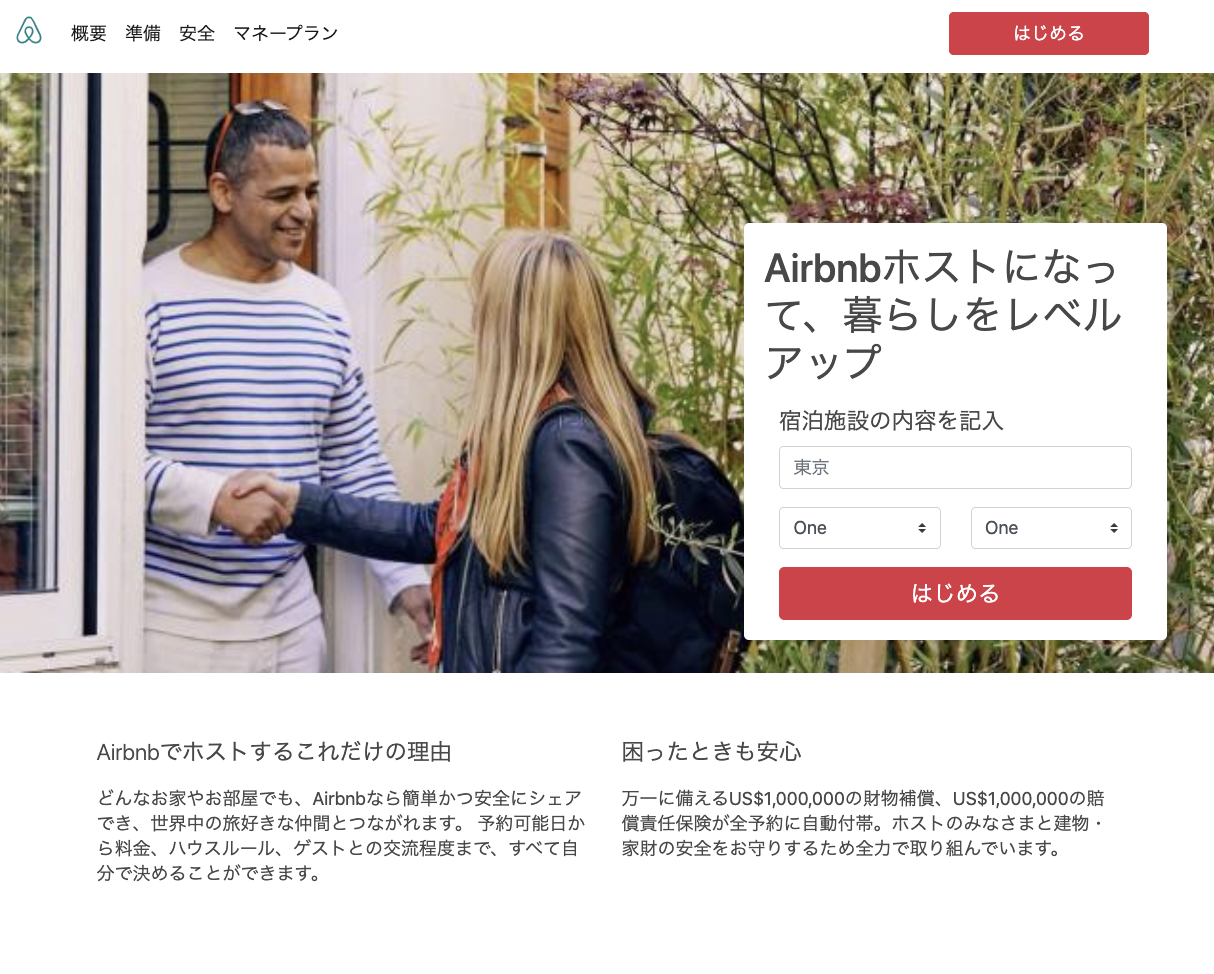 概要 準備 安全 マネープラン はじめる
Airbnbホストになっ
て、暮らしをレベル
アップ
宿泊施設の内容を記入
東京
One One
はじめる
Airbnbでホストするこれだけの理由
どんなお家やお部屋でも、Airbnbなら簡単かつ安全にシェア
でき、世界中の旅好きな仲間とつながれます。 予約可能日か
ら料金、ハウスルール、ゲストとの交流程度まで、すべて自
分で決めることができます。
困ったときも安心
万一に備えるUS$1,000,000の財物補償、US$1,000,000の賠
償責任保険が全予約に自動付帯。ホストのみなさまと建物・
家財の安全をお守りするため全力で取り組んでいます。